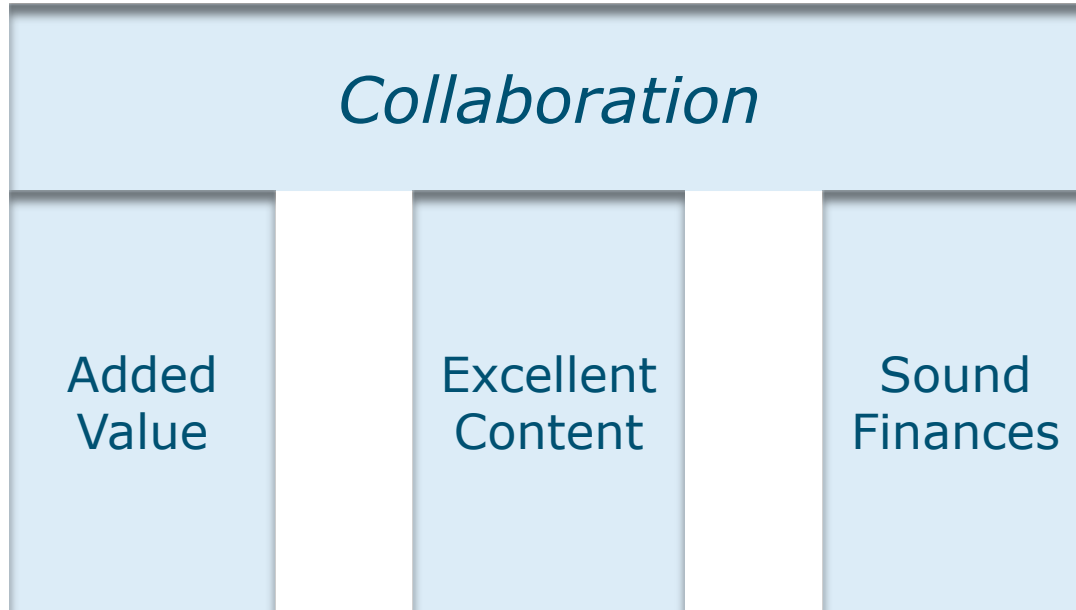 Collaboration
Added
Value
Excellent
Content
Sound
Finances